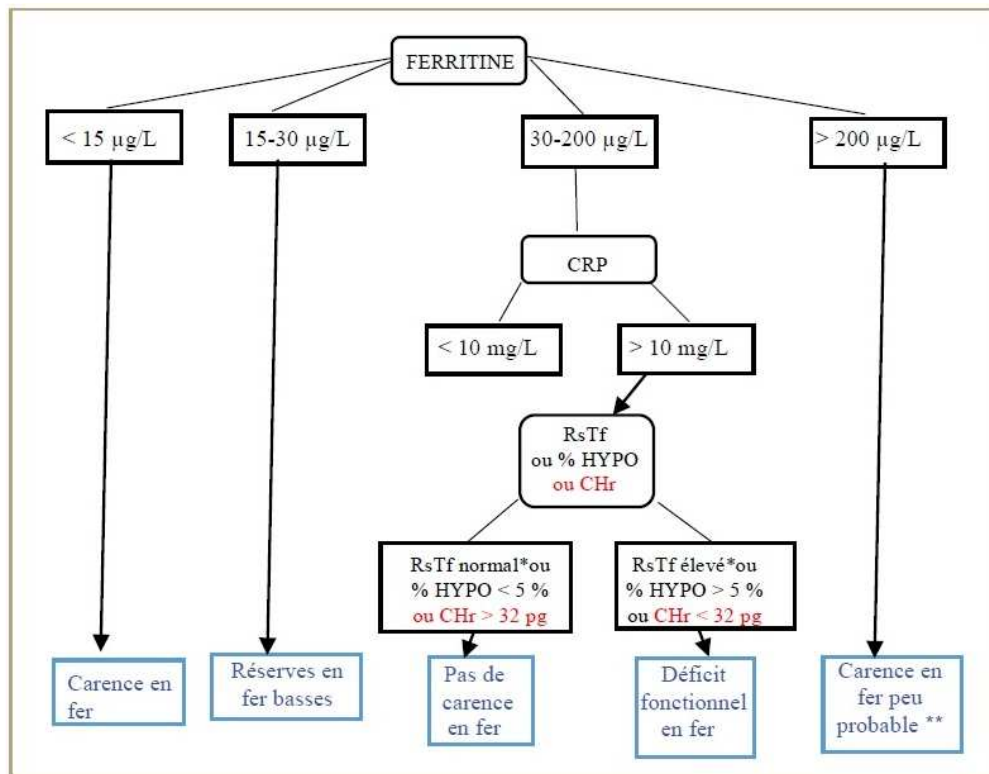 FERRITINE
< 15 µg/L
15-30 µg/L
30-200 µg/L
> 200 µg/L
CRP
< 10 mg/L
> 10 mg/L
RsTf
ou % HYPO
ou CHr
RsTf normal*ou
% HYPO < 5 %
ou CHr > 32 pg
RsTf élevé*ou
% HYPO > 5 %
ou CHr < 32 pg
Carence en
fer
Réserves en
fer basses
Pas de
carence
en fer
Déficit
fonctionnel
en fer
Carence en
fer peu
probable **